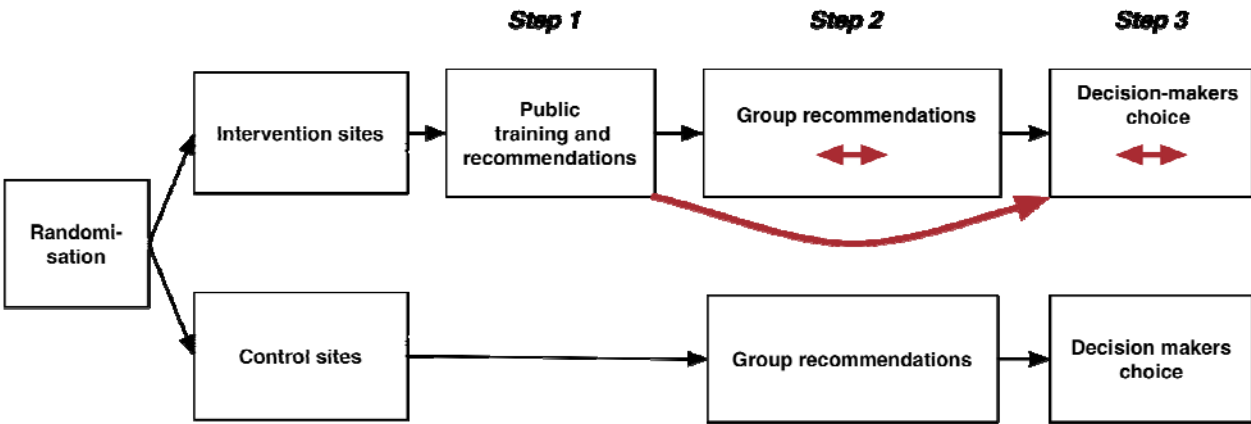 Step 1
Step 2
Step 3
Intervention sites
Public
training and
recommendations
Group recommendations
Decision-makers
choice
Randomi-
sation
Control sites
Group recommendations
Decision makers
choice